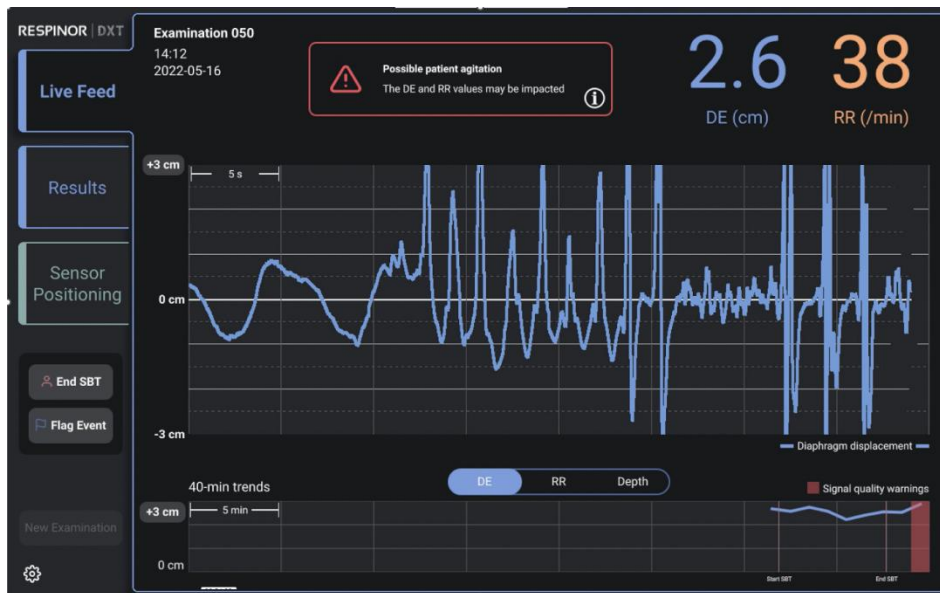 RESPINOR | DXT
Live Feed
Results
Sensor
Positioning
End SBT
Flag Event
New Examination
Examination 050
14:12
2022-05-16
Possible patient agitation
The DE and RR values may be impacted
2.6
DE (cm)
38
RR (/min)
+3 cm
5 s
0 cm
-3 cm
Diaphragm displacement
40-min trends
DE
RR
Depth
Signal quality warnings
+3 cm
5 min
0 cm
Start SBT
End SBT